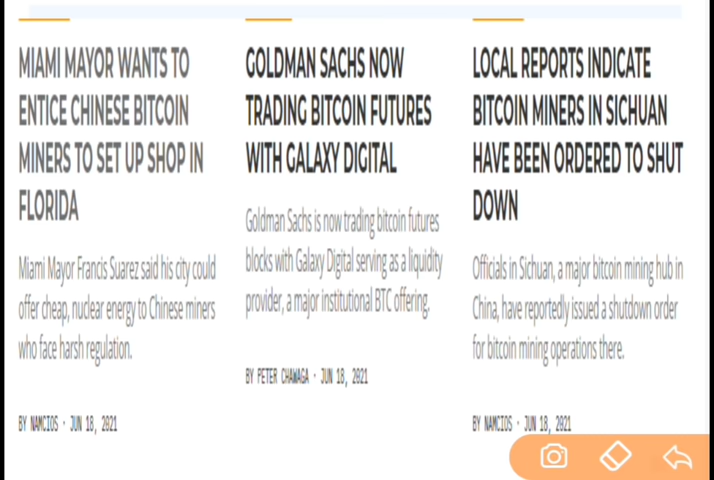 MIAMI MAYOR WANTS TO
ENTICE CHINESE BITCOIN
MINERS TO SET UP SHOP IN
FLORIDA
Miami Mayor Francis Suarez said his city could
offer cheap, nuclear energy to Chinese miners
who face harsh regulation.
BY NAMCIOS · JUN 18, 2021
GOLDMAN SACHS NOW
TRADING BITCOIN FUTURES
WITH GALAXY DIGITAL
Goldman Sachs is now trading bitcoin futures
blocks with Galaxy Digital serving as a liquidity
provider, a major institutional BTC offering.
BY PETER CHAWAGA · JUN 18, 2021
LOCAL REPORTS INDICATE
BITCOIN MINERS IN SICHUAN
HAVE BEEN ORDERED TO SHUT
DOWN
Officials in Sichuan, a major bitcoin mining hub in
China, have reportedly issued a shutdown order
for bitcoin mining operations there.
BY NAMCIOS · JUN 18, 2021